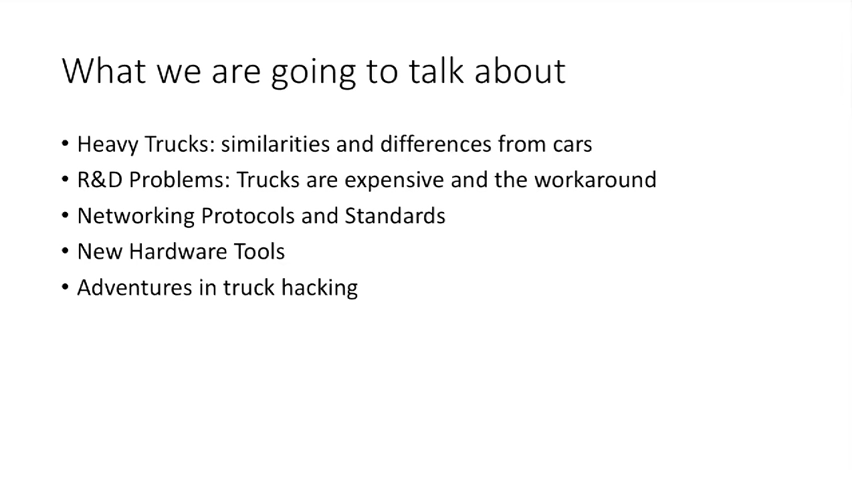 What we are going to talk about
• Heavy Trucks: similarities and differences from cars
• R&D Problems: Trucks are expensive and the workaround
• Networking Protocols and Standards
• New Hardware Tools
• Adventures in truck hacking